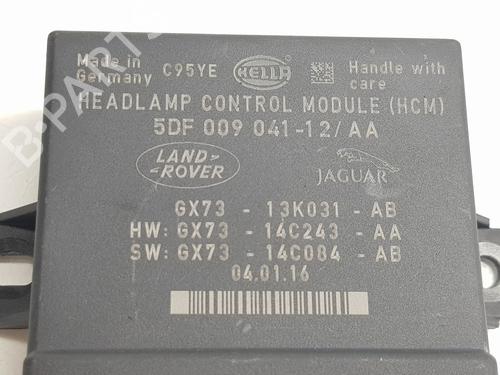 Made in Germany C95YE HELLA Handle with care
HEADLAMP CONTROL MODULE (HCM)
5DF 009 041-12/AA
LAND-ROVER JAGUAR
GX73 - 13K031 - AB
HW: GX73 - 14C243 - AA
SW: GX73 - 14C084 - AB
04.01.16
B-PARTS